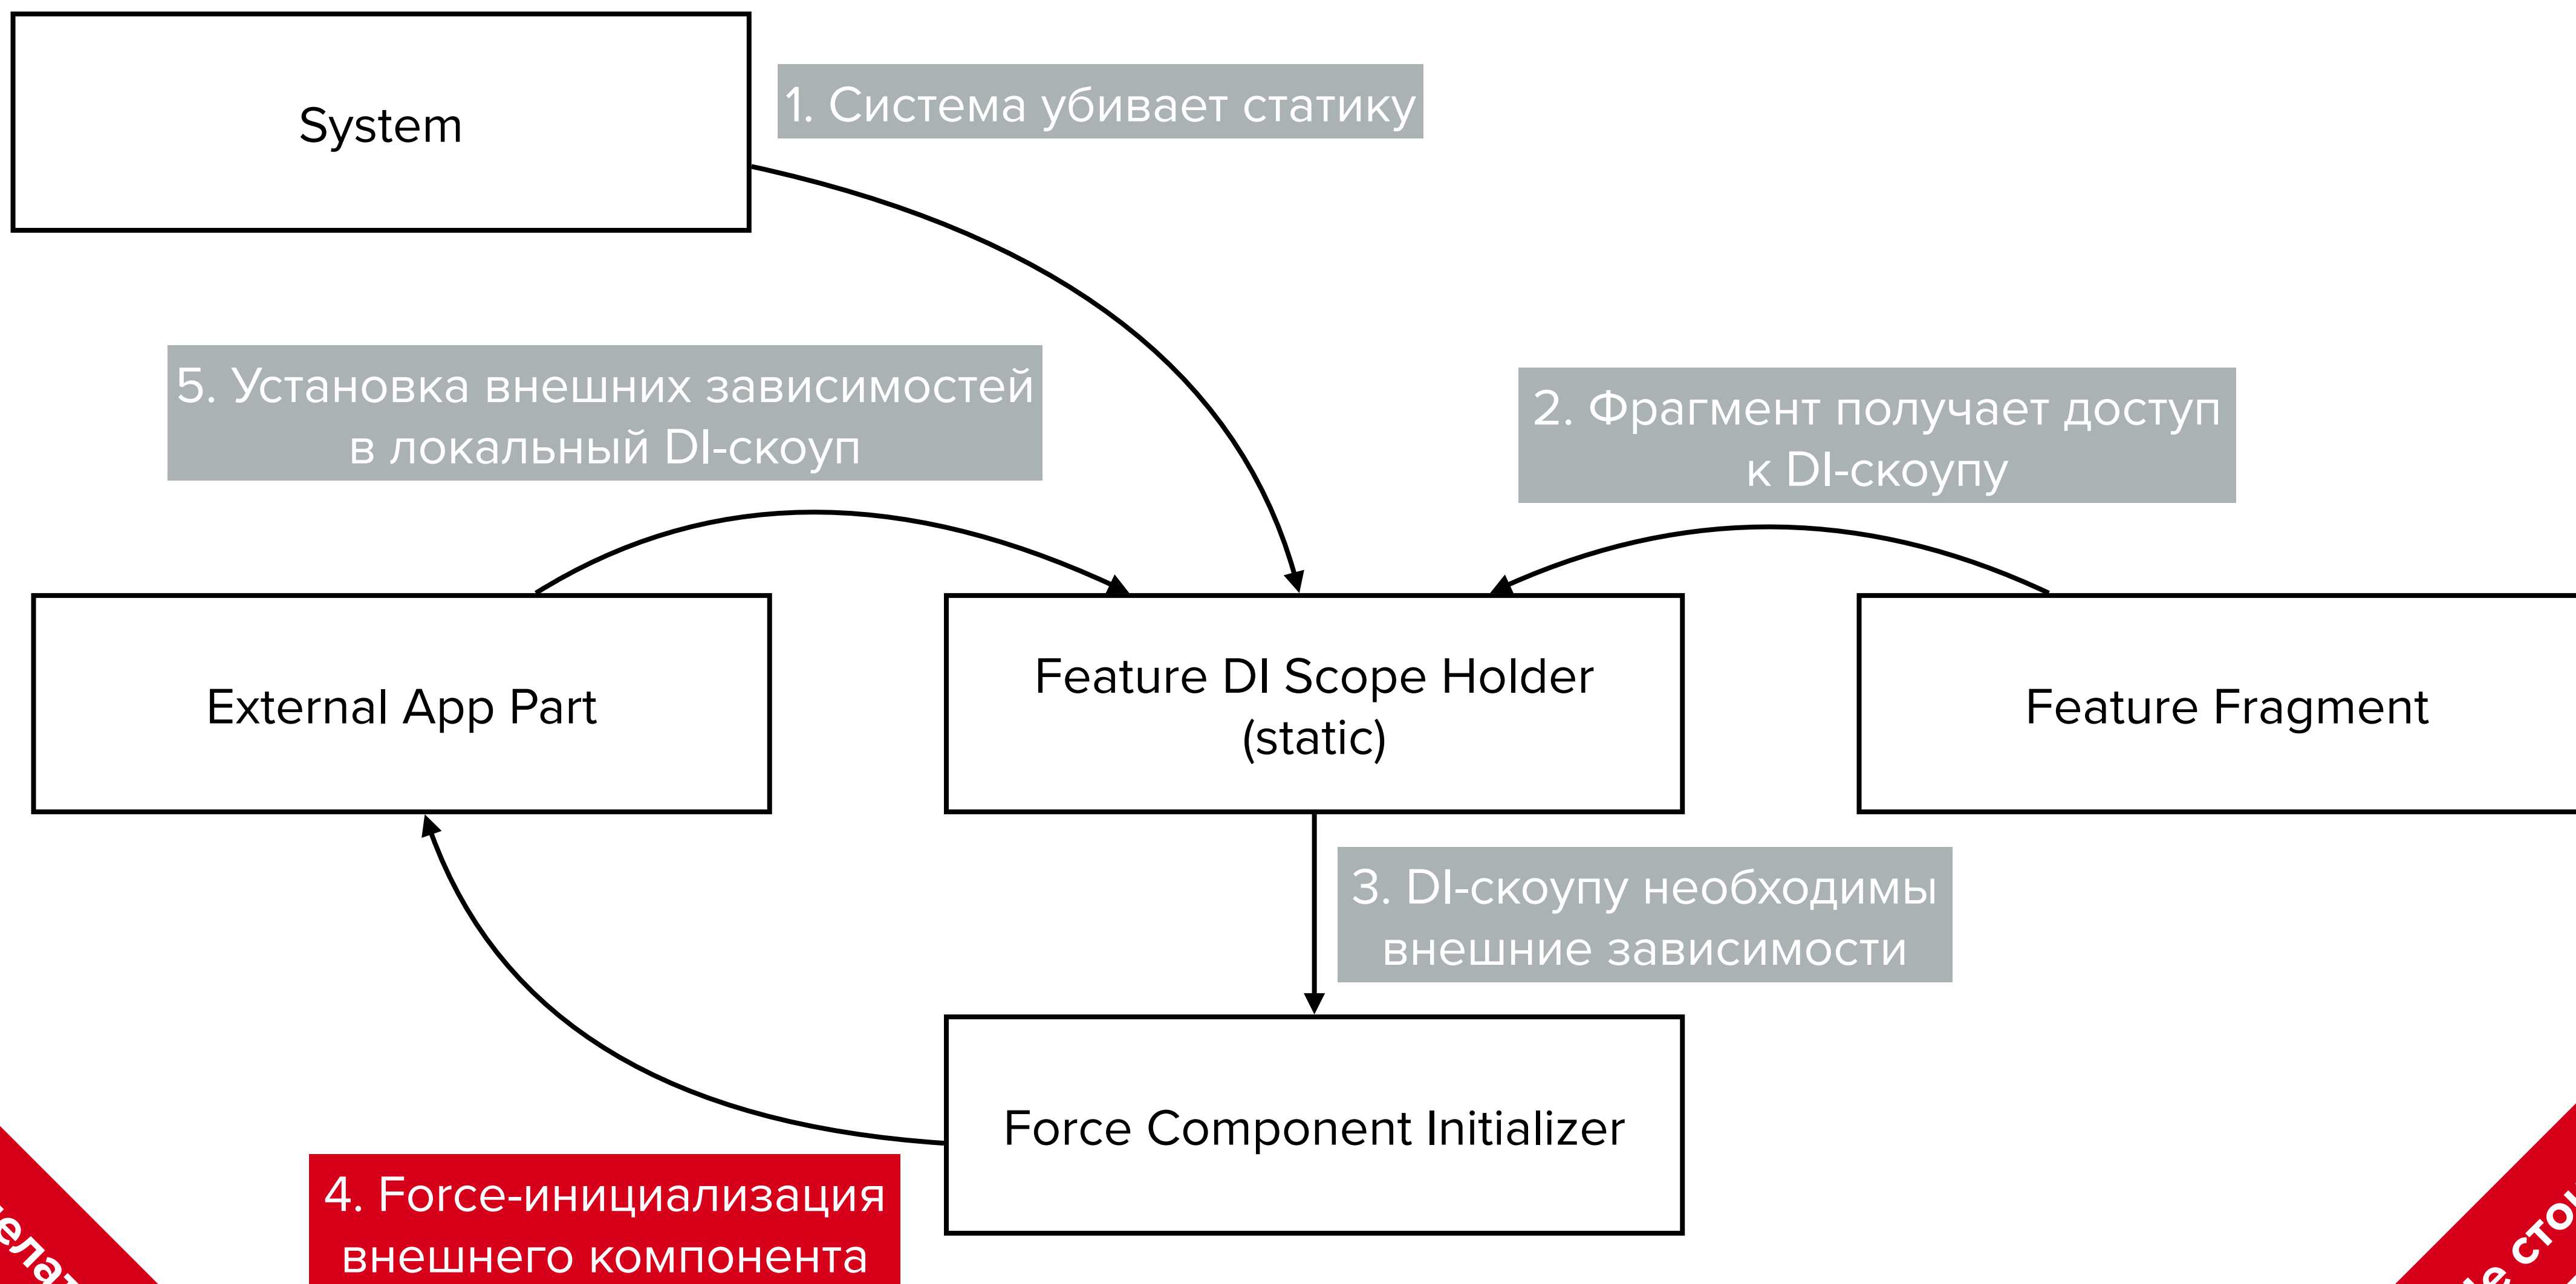 System
1. Система убивает статику
5. Установка внешних зависимостей
в локальный DI-скоуп
2. Фрагмент получает доступ
к DI-скоупу
External App Part
Feature DI Scope Holder
(static)
Feature Fragment
3. DI-скоупу необходимы
внешние зависимости
Force Component Initializer
4. Force-инициализация
внешнего компонента